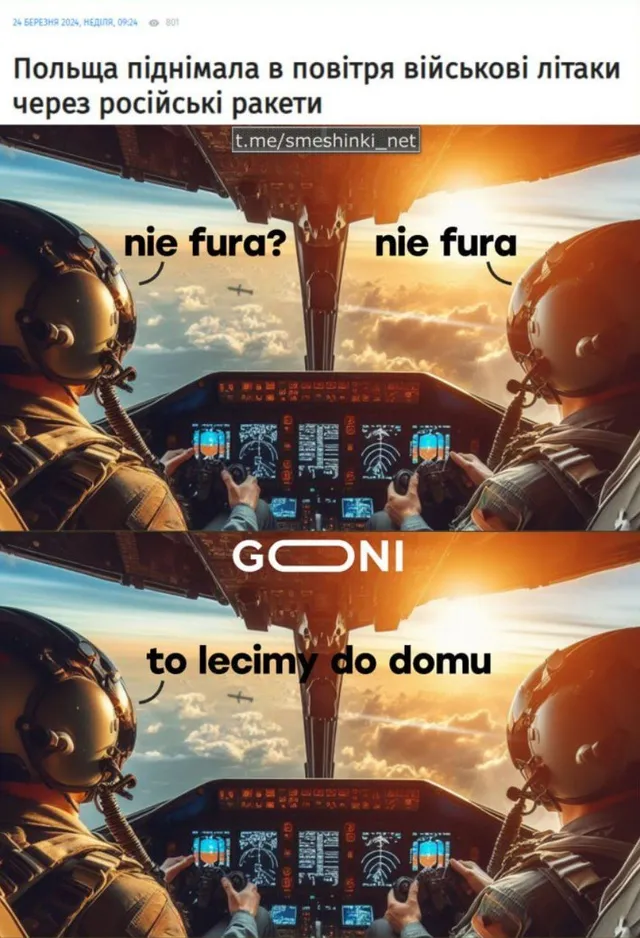 24 БЕРЕЗНЯ 2024, НЕДІЛЯ, 09:24 801
Польща піднімала в повітря військові літаки
через російські ракети
t.me/smeshinki_net
nie fura? nie fura
GOONI
to lecimy do domu